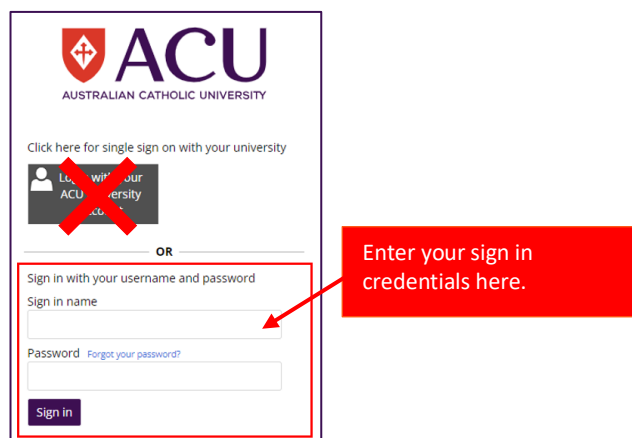 ACU
AUSTRALIAN CATHOLIC UNIVERSITY
Click here for single sign on with your university
ACU
OR
Sign in with your username and password
Sign in name
Password Forgot your password?
Sign in
Enter your sign in
credentials here.